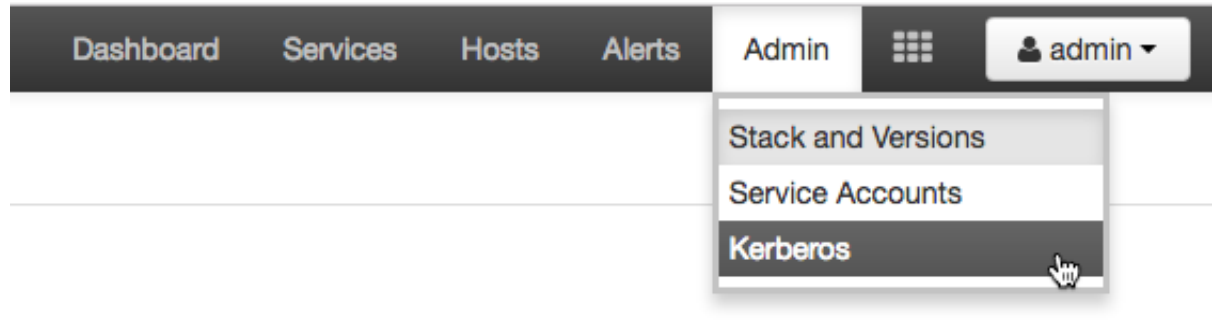 Dashboard Services Hosts Alerts Admin admin
Stack and Versions
Service Accounts
Kerberos